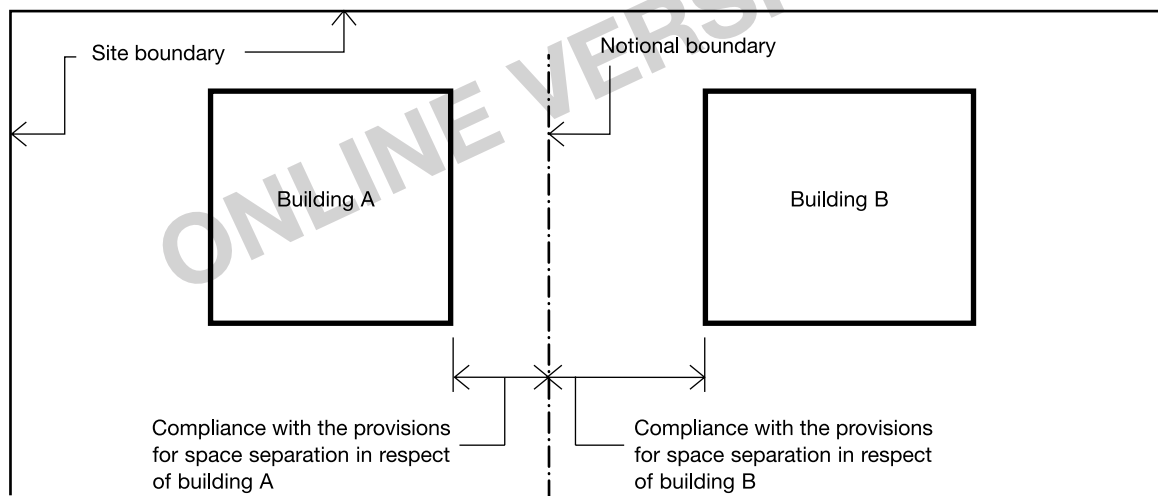 ONLINE VERSI
Site boundary
Notional boundary
Building A
Building B
Compliance with the provisions
for space separation in respect
of building A
Compliance with the provisions
for space separation in respect
of building B